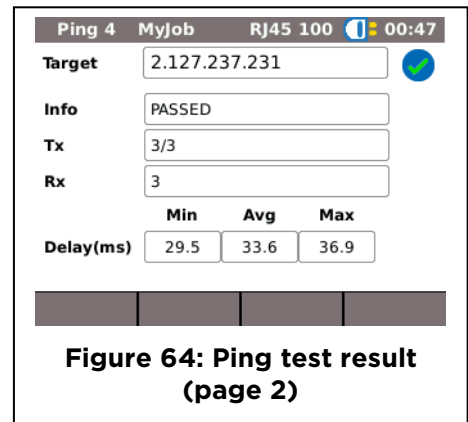 Ping 4 MyJob RJ45 100 00:47
Target 2.127.237.231
Info PASSED
Tx 3/3
Rx 3
Min Avg Max
Delay(ms) 29.5 33.6 36.9
Figure 64: Ping test result
(page 2)